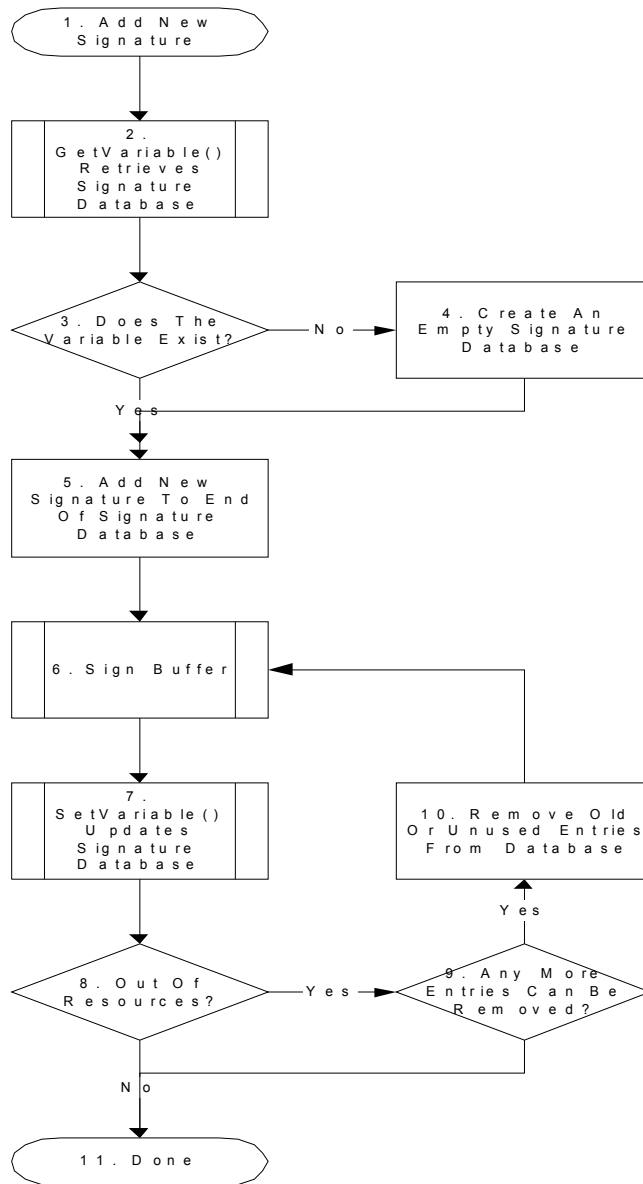 1. Add New
Signature
2.
GetVariable()
Retrieves
Signature
Database
3. Does The
Variable Exist?
No
4. Create An
Empty Signature
Database
Yes
5. Add New
Signature To End
Of Signature
Database
6. Sign Buffer
7.
SetVariable()
Updates
Signature
Database
10. Remove Old
Or Unused Entries
From Database
Yes
8. Out Of
Resources?
Yes
9. Any More
Entries Can Be
Removed?
No
11. Done